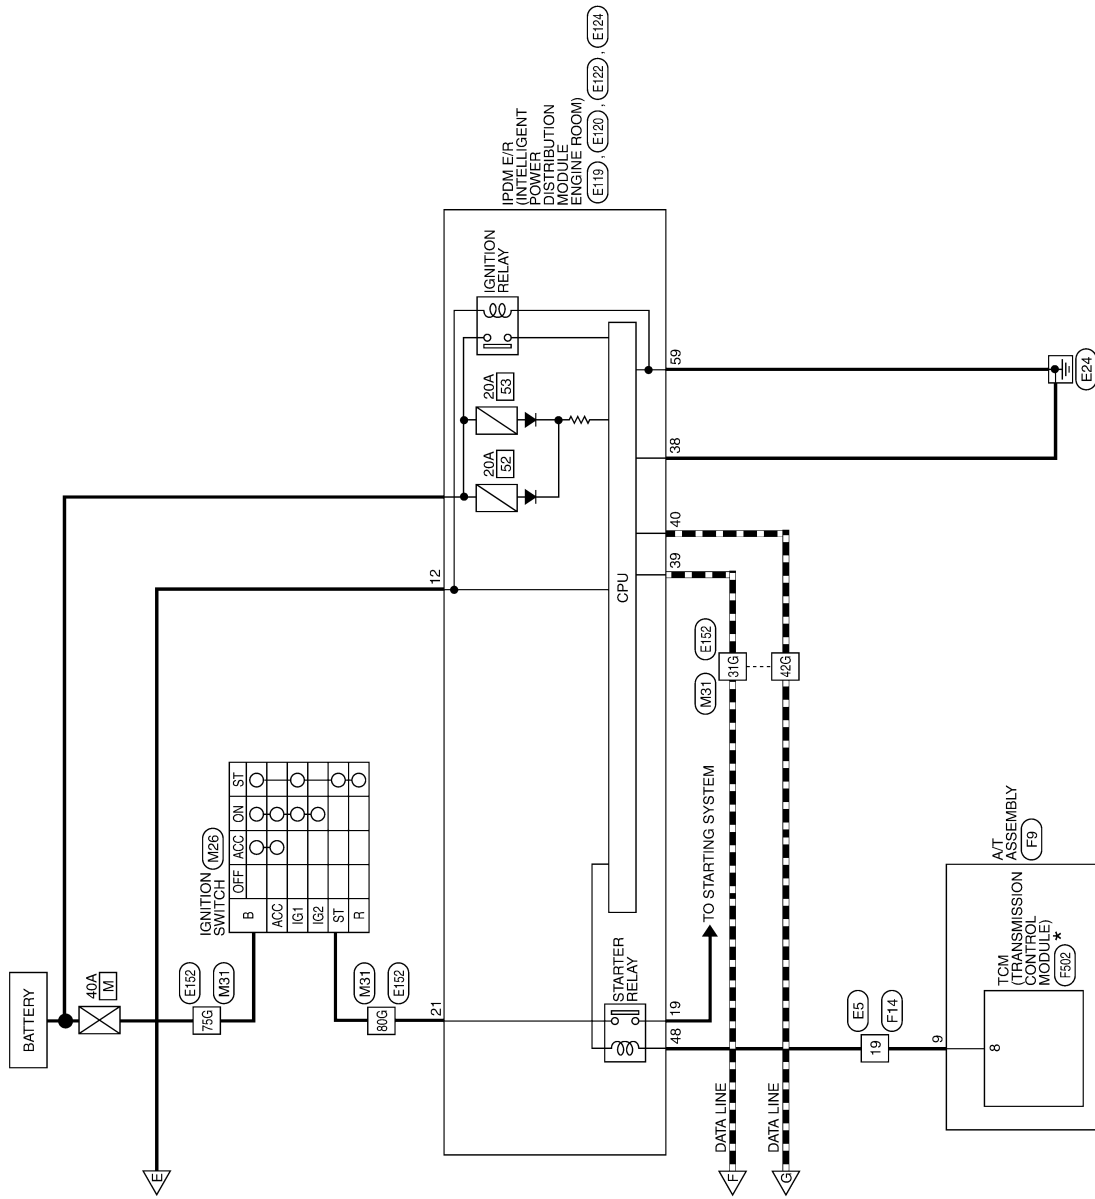 BATTERY
40A
M
E152
M31
75G
IGNITION
SWITCH
M26
OFF
ACC
ON
ST
B
ACC
IG1
IG2
ST
R
M31
E152
80G
E
21
12
IPDM E/R
(INTELLIGENT
POWER
DISTRIBUTION
MODULE
ENGINE ROOM)
E119 , E120 , E122 , E124
20A
52
20A
53
IGNITION
RELAY
CPU
STARTER
RELAY
48
19
39
40
38
59
TO STARTING SYSTEM
M31
E152
31G
42G
DATA LINE
F
DATA LINE
G
E5
F14
19
9
8
A/T
ASSEMBLY
F9
TCM
(TRANSMISSION
CONTROL
MODULE)
F502
*
E24